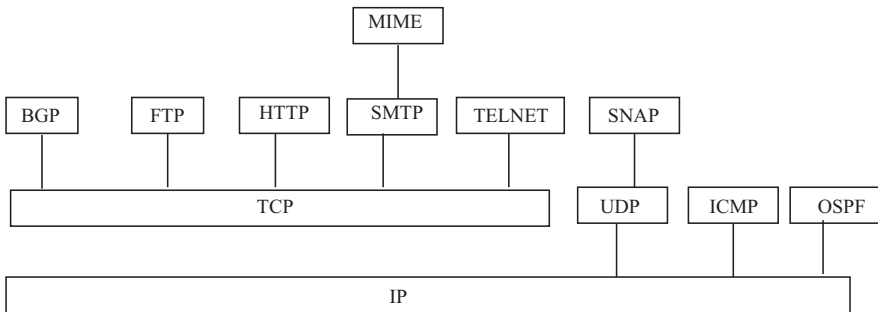 MIME
BGP FTP HTTP SMTP TELNET SNAP
TCP UDP ICMP OSPF
IP